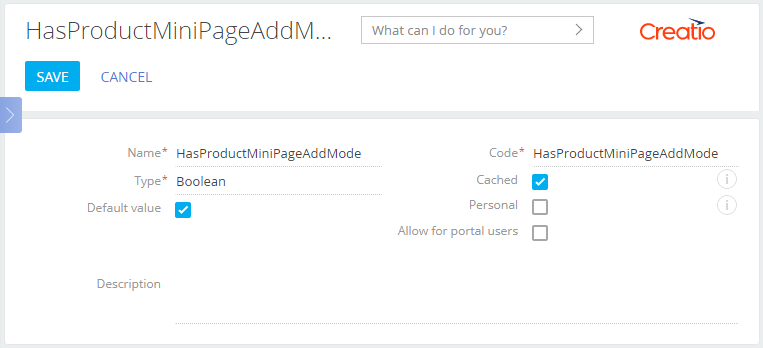 HasProductMiniPageAddM...
What can I do for you?
Creatio
SAVE
CANCEL
Name* HasProductMiniPageAddMode
Code* HasProductMiniPageAddMode
Type* Boolean
Cached
i
Default value
Personal
i
Allow for portal users
Description